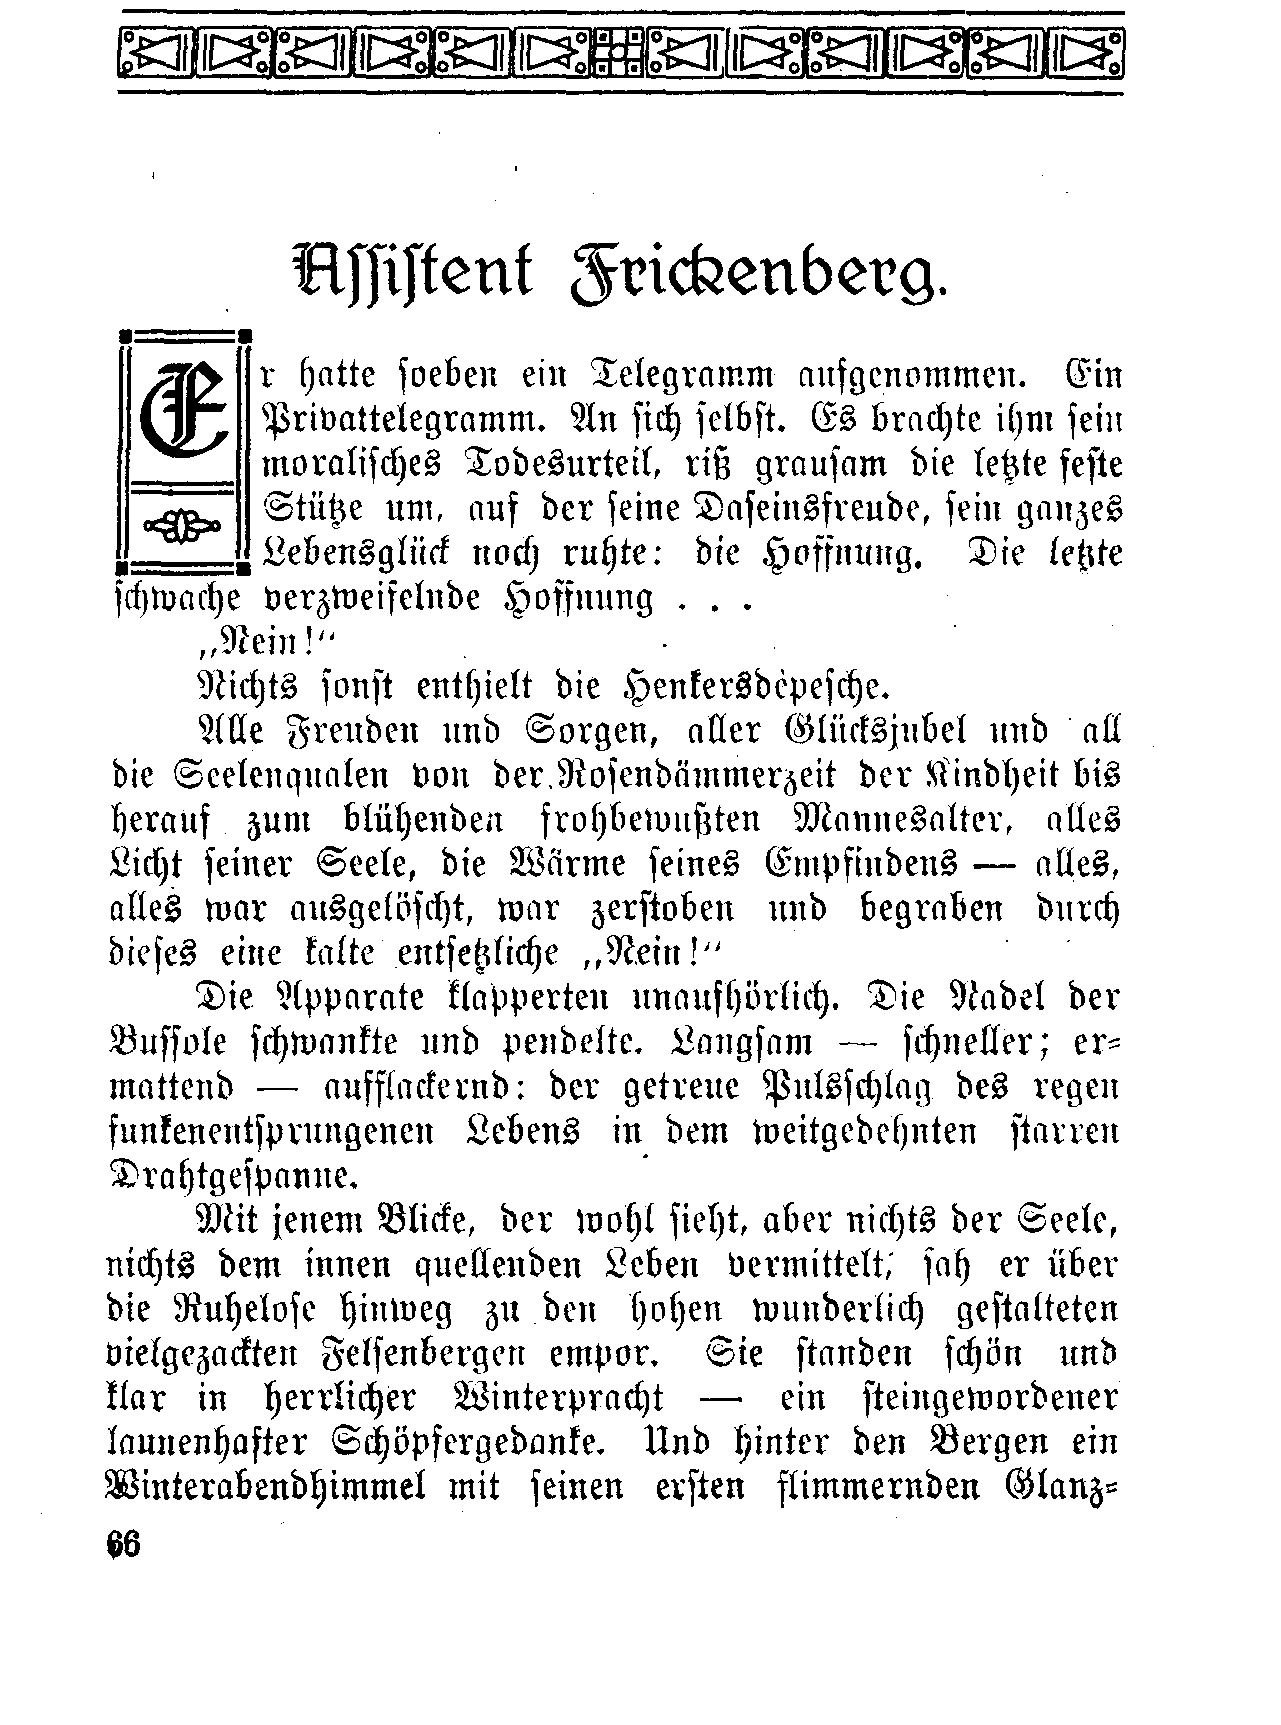 Assistent Frickenberg.
Er hatte soeben ein Telegramm aufgenommen. Ein
Privattelegramm. An sich selbst. Es brachte ihm sein
moralisches Todesurteil, riß grausam die letzte feste
Stütze um, auf der seine Daseinsfreude, sein ganzes
Lebensglück noch ruhte: die Hoffnung. Die letzte
schwache verzweifelnde Hoffnung . . .
„Nein!“
Nichts sonst enthielt die Henkersdépesche.
Alle Freuden und Sorgen, aller Glücksjubel und all
die Seelenqualen von der Rosendämmerzeit der Kindheit bis
herauf zum blühenden frohbewußten Mannesalter, alles
Licht seiner Seele, die Wärme seines Empfindens — alles,
alles war ausgelöscht, war zerstoben und begraben durch
dieses eine kalte entsetzliche „Nein!“
Die Apparate klapperten unaufhörlich. Die Nadel der
Bussole schwankte und pendelte. Langsam — schneller; er-
mattend — aufflackernd: der getreue Pulsschlag des regen
funkenentsprungenen Lebens in dem weitgedehnten starren
Drahtgespanne.
Mit jenem Blicke, der wohl sieht, aber nichts der Seele,
nichts dem innen quellenden Leben vermittelt, sah er über
die Ruhelose hinweg zu den hohen wunderlich gestalteten
vielgezackten Felsenbergen empor. Sie standen schön und
klar in herrlicher Winterpracht — ein steingewordener
launenhafter Schöpfergedanke. Und hinter den Bergen ein
Winterabendhimmel mit seinen ersten flimmernden Glanz-
66